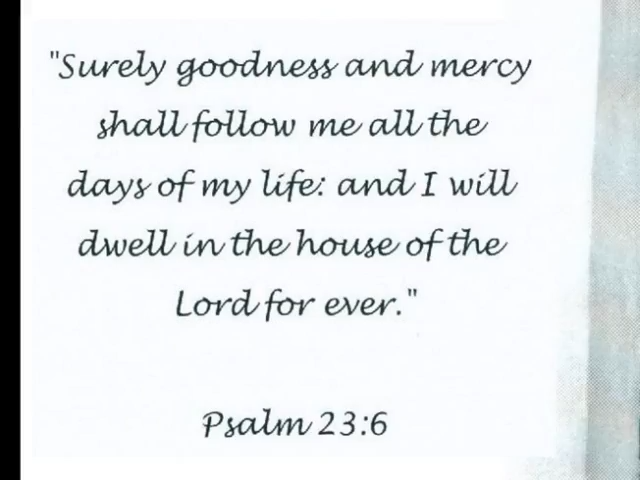 "Surely goodness and mercy
shall follow me all the
days of my life: and I will
dwell in the house of the
Lord for ever."
Psalm 23:6